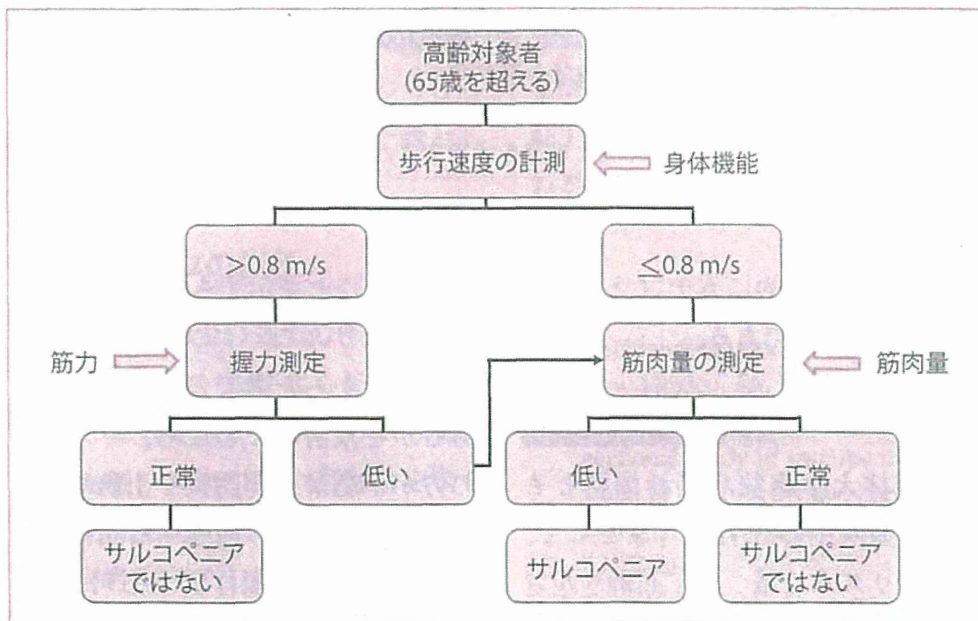 高齢対象者
(65歳を超える)
歩行速度の計測
身体機能
>0.8 m/s
≤0.8 m/s
筋力
握力測定
筋肉量の測定
筋肉量
正常
低い
低い
正常
サルコペニア
ではない
サルコペニア
サルコペニア
ではない